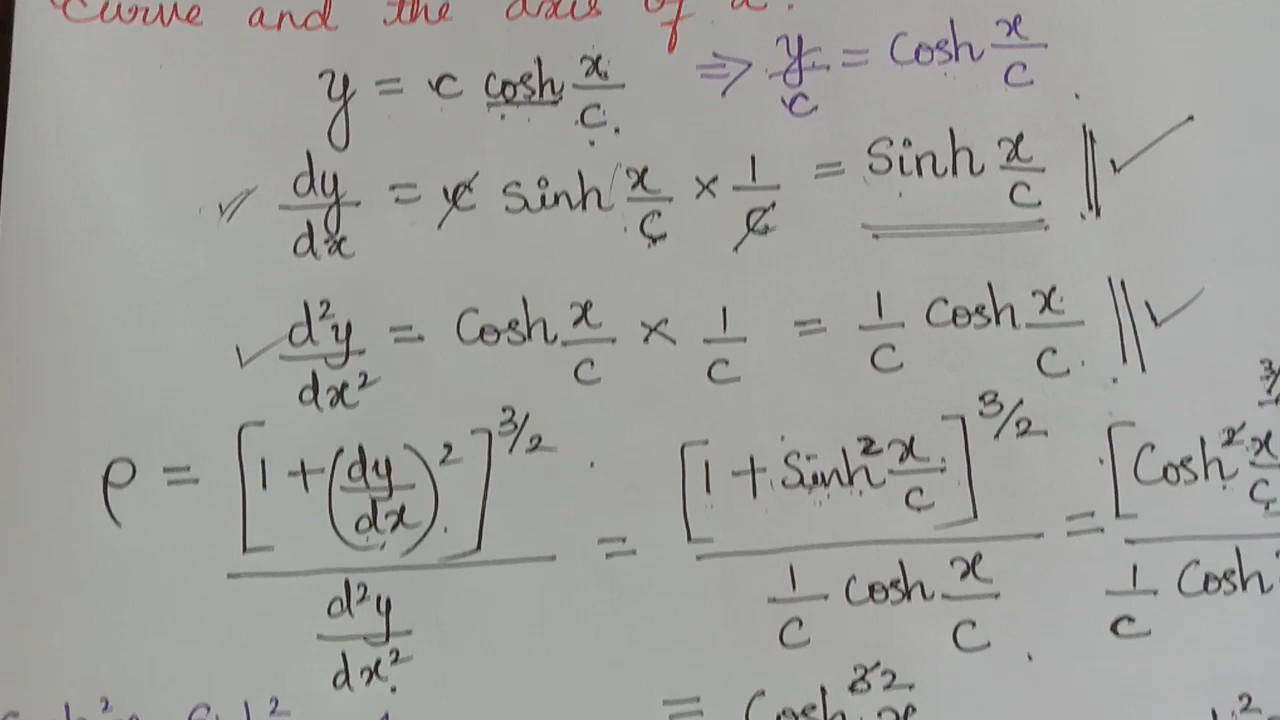 curve and the axis of x.
y = c cosh x/c. ⇒ y/c = cosh x/c
dy/dx = c sinh x/c × 1/c = sinh x/c
d²y/dx² = cosh x/c × 1/c = 1/c cosh x/c.
ρ = [1+(dy/dx)²]^3/2 / d²y/dx² = [1 + sinh² x/c]^3/2 / 1/c cosh x/c = [cosh² x/c / 1/c cosh
= cosh